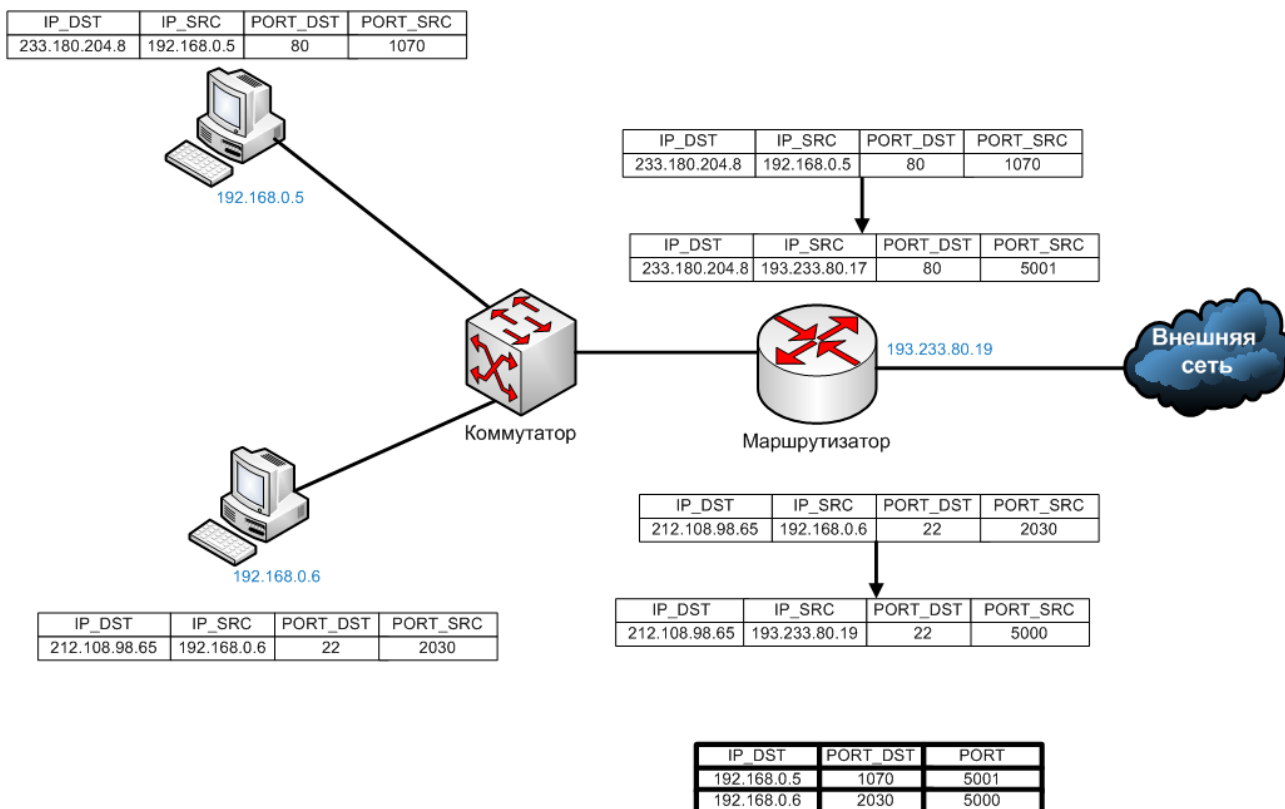 IP_DST IP_SRC PORT_DST PORT_SRC
233.180.204.8 192.168.0.5 80 1070
192.168.0.5
IP_DST IP_SRC PORT_DST PORT_SRC
233.180.204.8 192.168.0.5 80 1070
IP_DST IP_SRC PORT_DST PORT_SRC
233.180.204.8 193.233.80.17 80 5001
193.233.80.19
Внешняя
сеть
Коммутатор
Маршрутизатор
192.168.0.6
IP_DST IP_SRC PORT_DST PORT_SRC
212.108.98.65 192.168.0.6 22 2030
IP_DST IP_SRC PORT_DST PORT_SRC
212.108.98.65 192.168.0.6 22 2030
IP_DST IP_SRC PORT_DST PORT_SRC
212.108.98.65 193.233.80.19 22 5000
IP_DST PORT_DST PORT
192.168.0.5 1070 5001
192.168.0.6 2030 5000